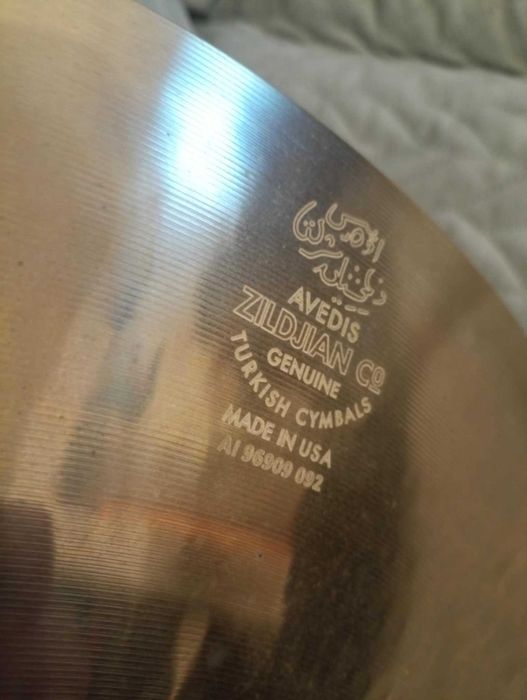 AVEDIS
ZILDJIAN Co
GENUINE
TURKISH CYMBALS
MADE IN USA
AI 96909 092